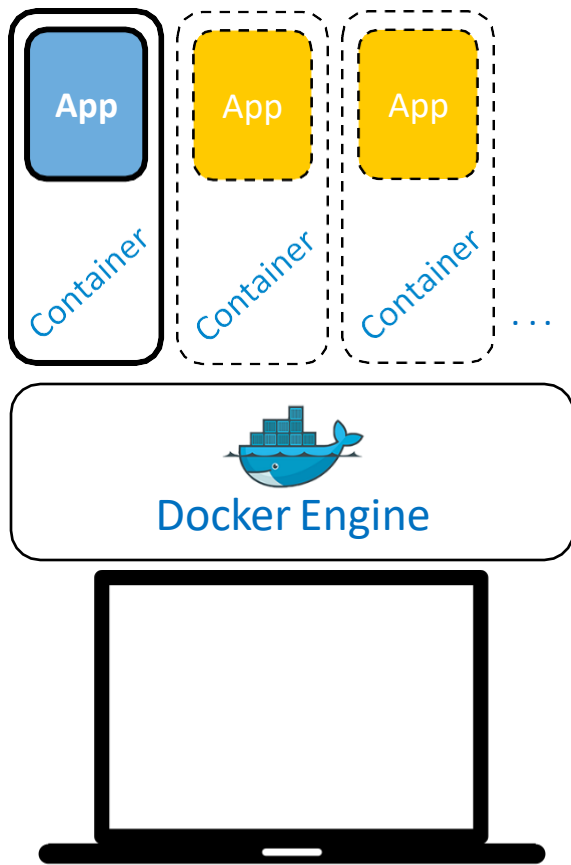 App
App
App
Container
Container
Container
. . .
Docker Engine